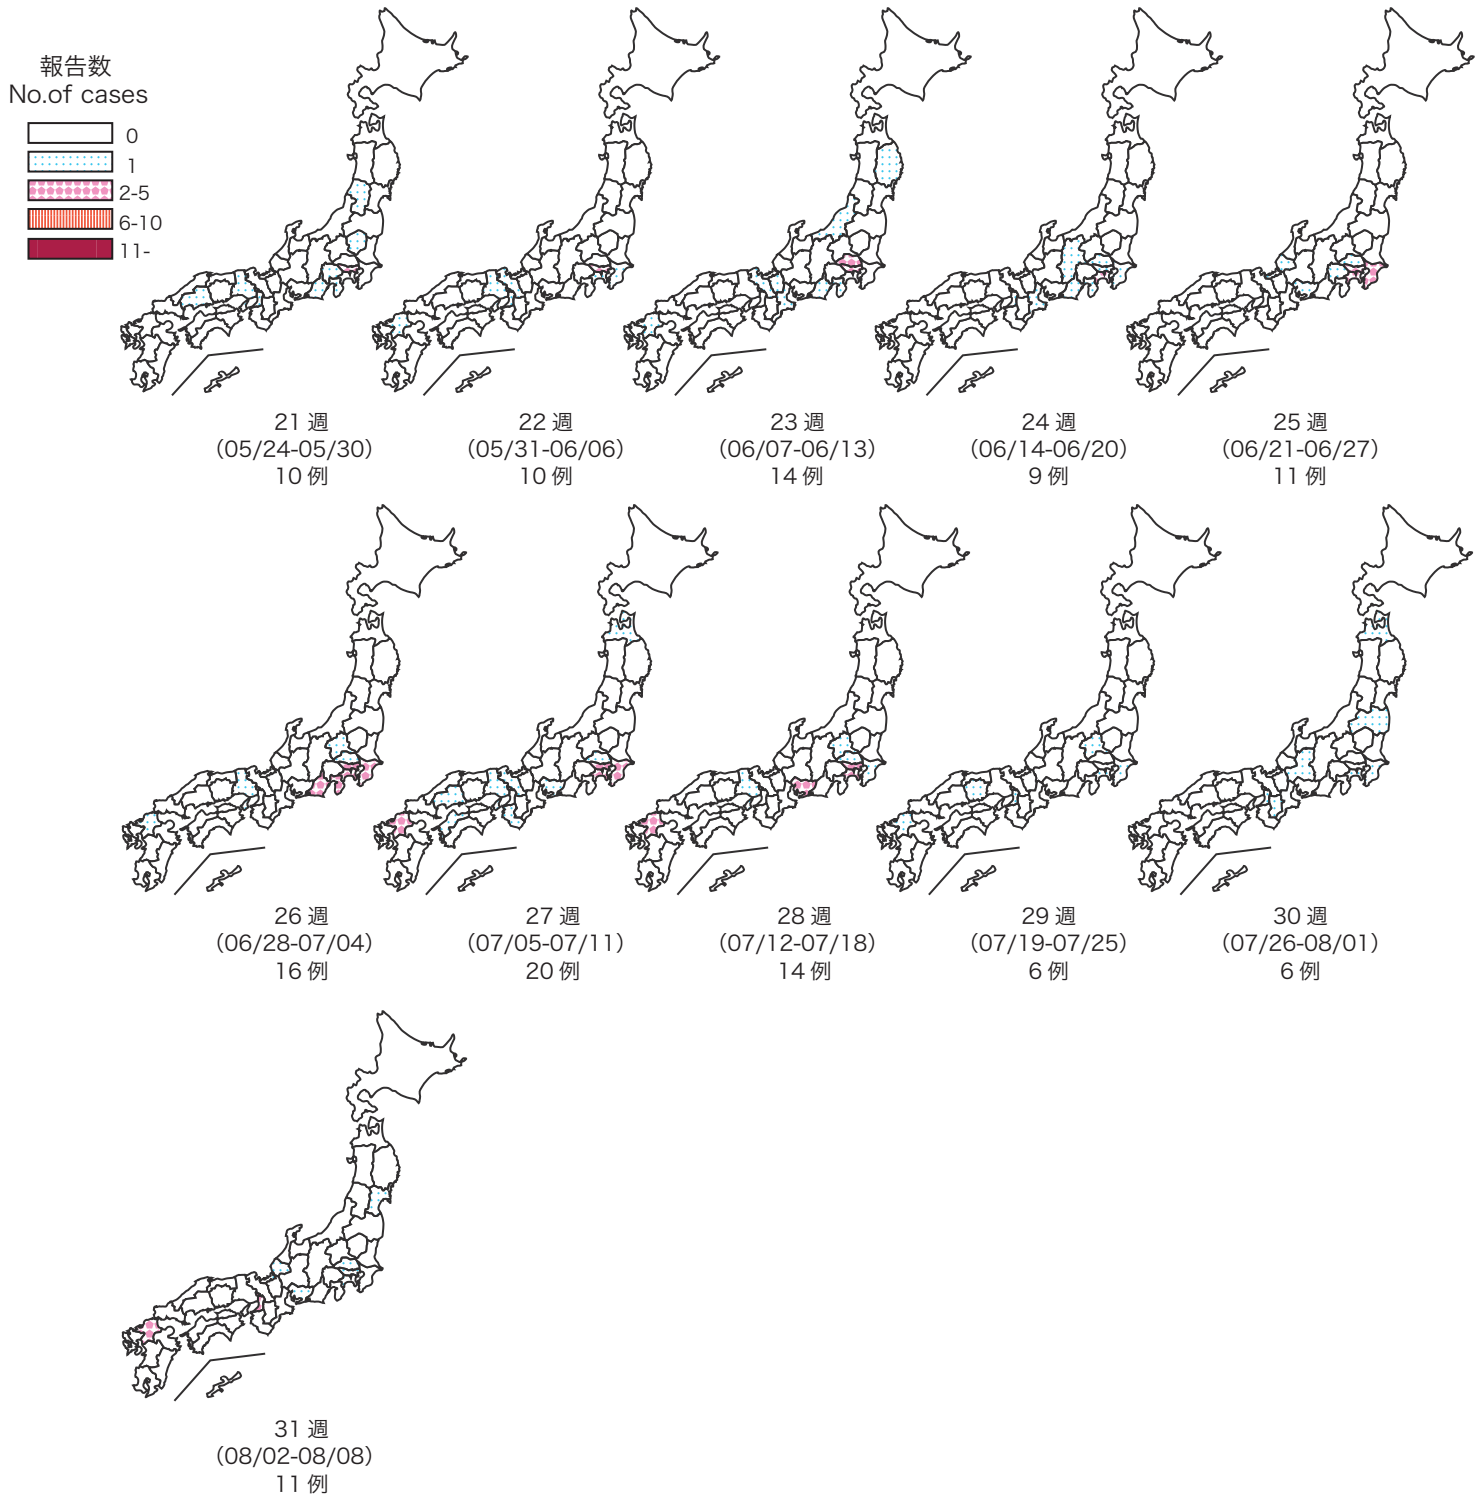 報告数
No.of cases
0
1
2-5
6-10
11-
21 週
（05/24-05/30）
10 例
22 週
（05/31-06/06）
10 例
23 週
（06/07-06/13）
14 例
24 週
（06/14-06/20）
9 例
25 週
（06/21-06/27）
11 例
26 週
（06/28-07/04）
16 例
27 週
（07/05-07/11）
20 例
28 週
（07/12-07/18）
14 例
29 週
（07/19-07/25）
6 例
30 週
（07/26-08/01）
6 例
31 週
（08/02-08/08）
11 例